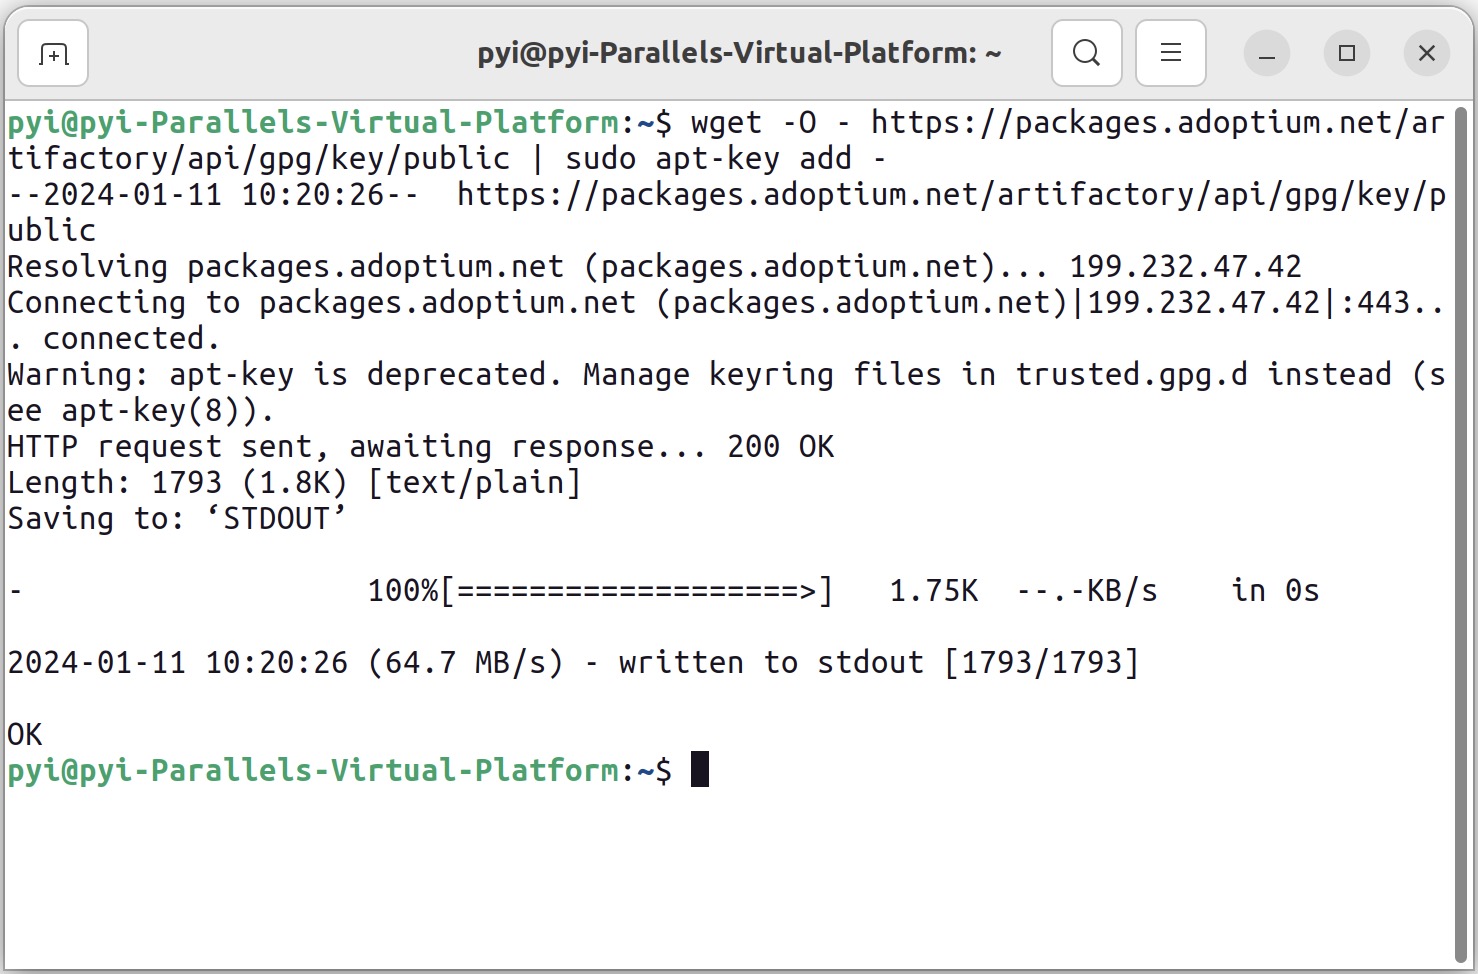 pyi@pyi-Parallels-Virtual-Platform: ~
pyi@pyi-Parallels-Virtual-Platform:~$ wget -O - https://packages.adoptium.net/ar
tifactory/api/gpg/key/public | sudo apt-key add -
--2024-01-11 10:20:26--  https://packages.adoptium.net/artifactory/api/gpg/key/p
ublic
Resolving packages.adoptium.net (packages.adoptium.net)... 199.232.47.42
Connecting to packages.adoptium.net (packages.adoptium.net)|199.232.47.42|:443..
. connected.
Warning: apt-key is deprecated. Manage keyring files in trusted.gpg.d instead (s
ee apt-key(8)).
HTTP request sent, awaiting response... 200 OK
Length: 1793 (1.8K) [text/plain]
Saving to: ‘STDOUT’
-                   100%[===================>]   1.75K  --.-KB/s    in 0s
2024-01-11 10:20:26 (64.7 MB/s) - written to stdout [1793/1793]
OK
pyi@pyi-Parallels-Virtual-Platform:~$